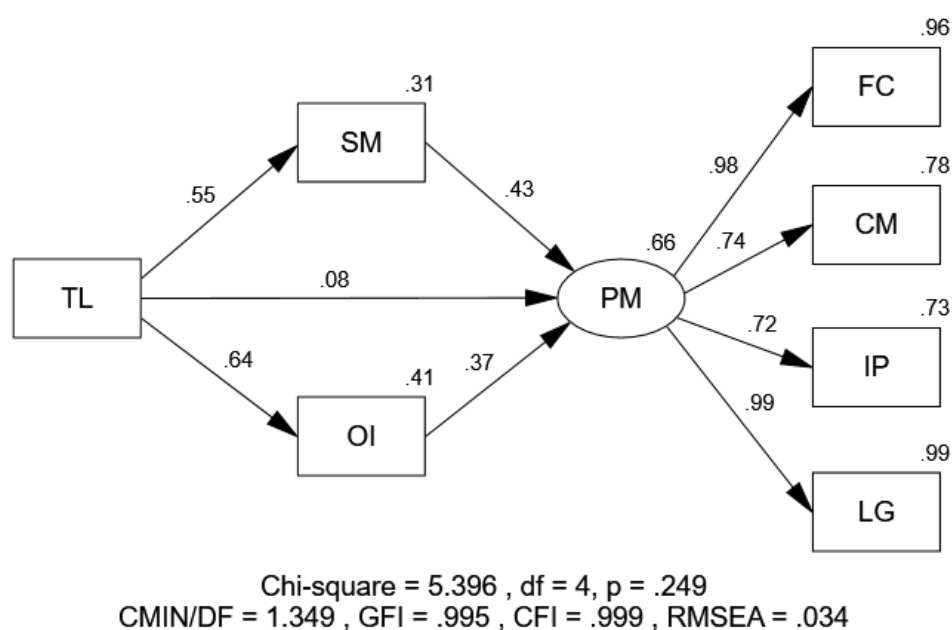 .96
FC
.31
SM
.98
.78
.55
.43
CM
.66
.74
TL
.08
PM
.73
.72
IP
.64
.41
.37
.99
OI
.99
LG
Chi-square = 5.396 , df = 4, p = .249
CMIN/DF = 1.349 , GFI = .995 , CFI = .999 , RMSEA = .034